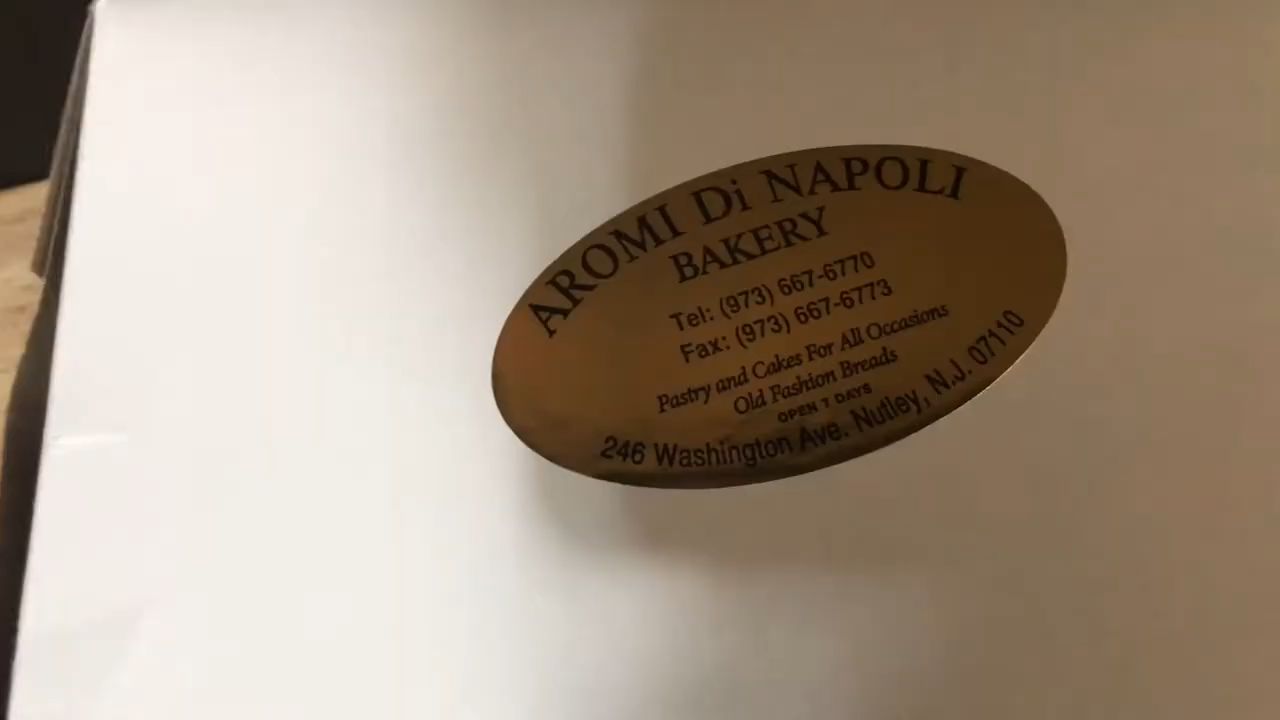 AROMI Di NAPOLI
BAKERY
Tel: (973) 667-6770
Fax: (973) 667-6773
Pastry and Cakes For All Occasions
Old Fashion Breads
OPEN 7 DAYS
246 Washington Ave. Nutley, N.J. 07110